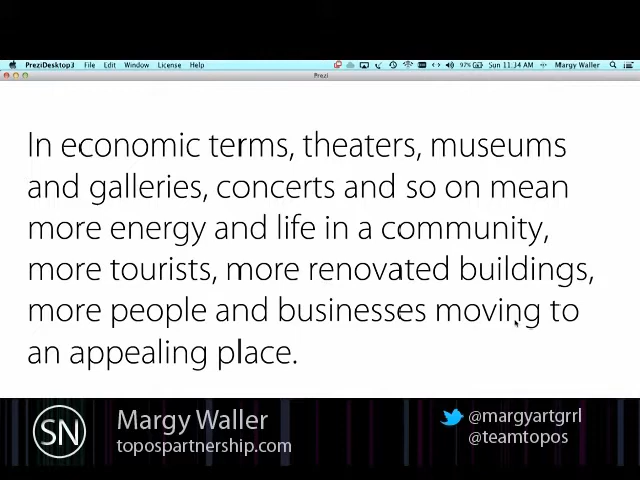 PreziDesktop3 File Edit Window License Help 97% Sun 11:34 AM Margy Waller
Prezi
In economic terms, theaters, museums
and galleries, concerts and so on mean
more energy and life in a community,
more tourists, more renovated buildings,
more people and businesses moving to
an appealing place.
SN
Margy Waller
topospartnership.com
@margyartgrrl
@teamtopos